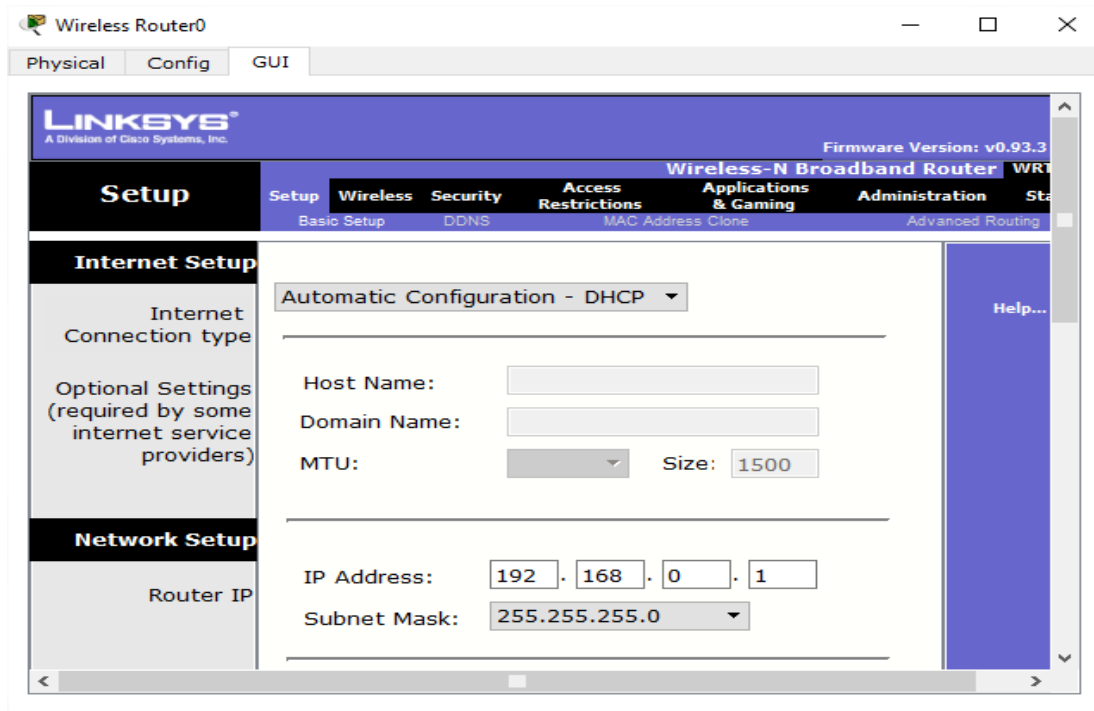 Wireless Router0
Physical Config GUI
LINKSYS®
A Division of Cisco Systems, Inc.
Firmware Version: v0.93.3
Wireless-N Broadband Router WRT
Setup
Setup Wireless Security Access Restrictions Applications & Gaming Administration Sta
Basic Setup DDNS MAC Address Clone Advanced Routing
Internet Setup
Internet
Connection type
Automatic Configuration - DHCP
Help...
Optional Settings
(required by some
internet service
providers)
Host Name:
Domain Name:
MTU: Size: 1500
Network Setup
Router IP
IP Address: 192 . 168 . 0 . 1
Subnet Mask: 255.255.255.0